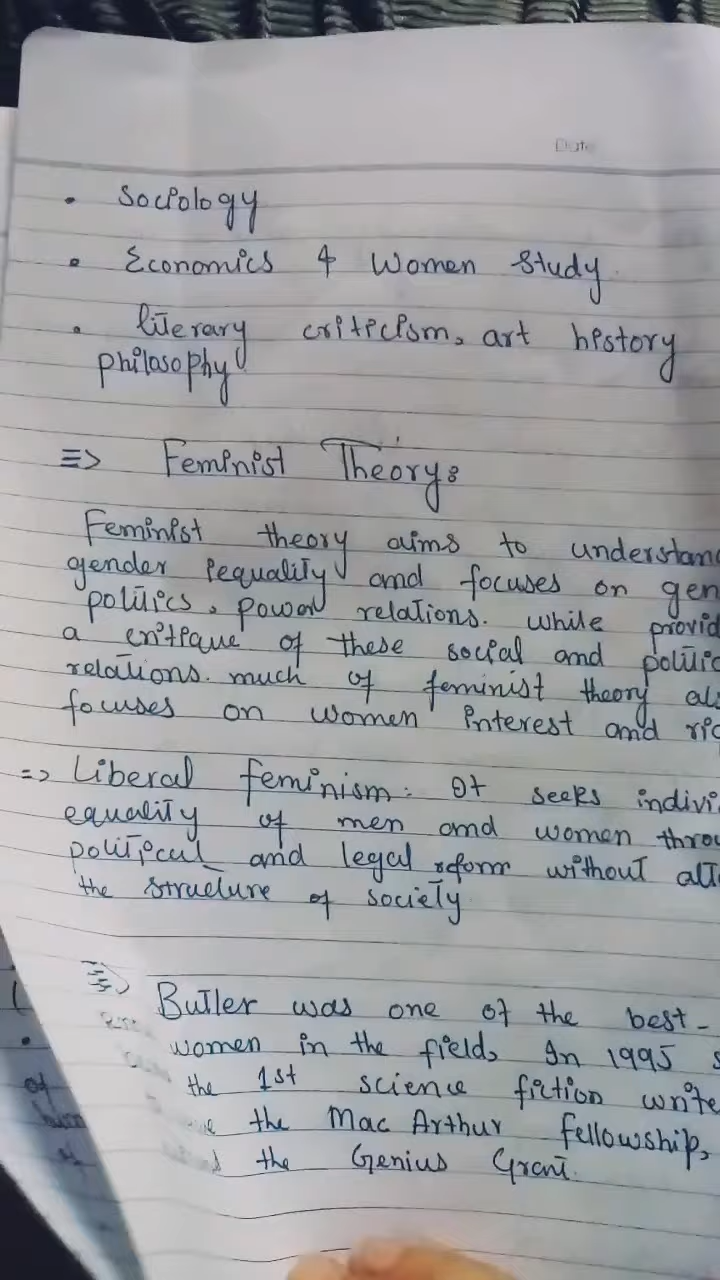 Date
• Sociology
• Economics & Women Study.
• literary criticism, art history
philosophy
=> Feminist Theory:
Feminist theory aims to understand
gender iequality and focuses on gen
politics, power relations. While provid
a critique of these social and politic
relations. much of feminist theory als
focuses on women interest and rig
=> Liberal feminism: It seeks indivi
equality of men and women throu
political and legal reform without alt
the structure of society
=> Butler was one of the best-
women in the field, In 1995 s
the 1st science fiction write
the Mac Arthur fellowship,
the Genius Grant.